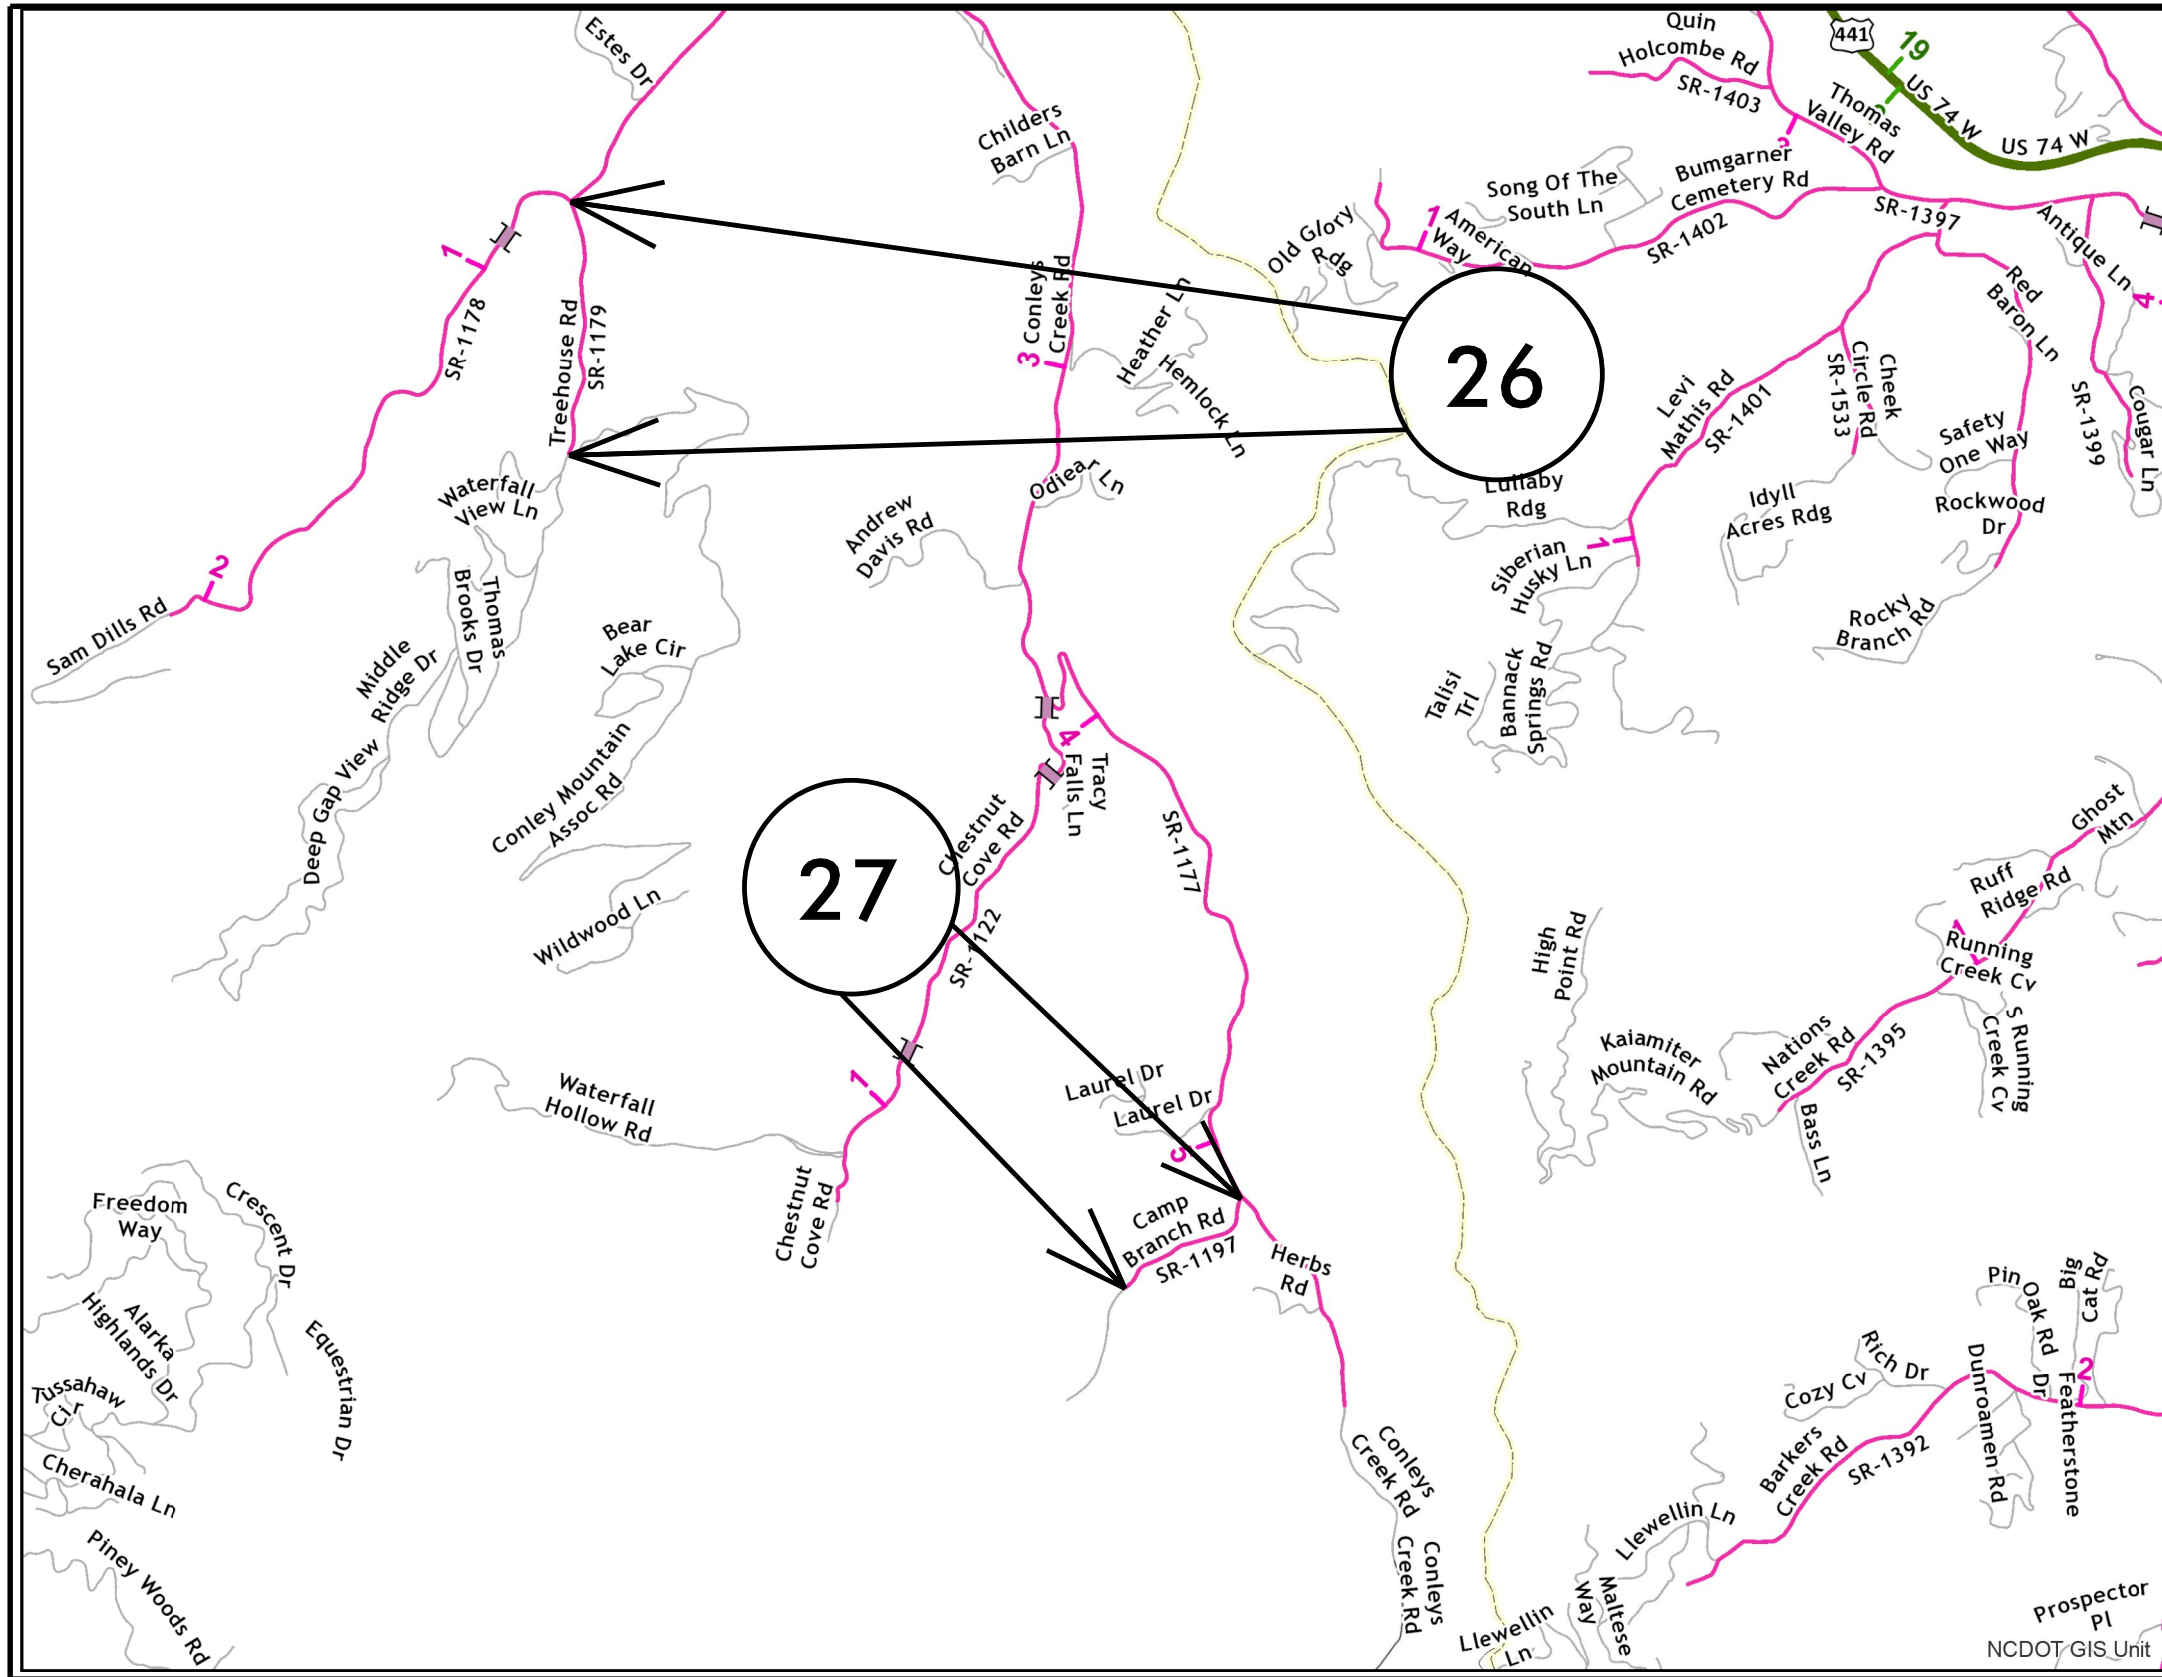 Estes Dr
Quin
Holcombe Rd
SR-1403
441
19
US 74 W
US 74 W
Thomas
Valley Rd
Childers
Barn Ln
Song Of The
South Ln
Bumgarner
Cemetery Rd
SR-1397
SR-1402
American
Way
1
Old Glory
Rdg
Antique Ln
4
Red
Baron Ln
1
SR-1178
Treehouse Rd
SR-1179
Conleys
Creek Rd
3
Heather Ln
Hemlock Ln
26
Levi
Mathis Rd
SR-1401
Cheek
Circle Rd
SR-1533
Safety
One Way
SR-1399
Cougar Ln
Waterfall
View Ln
Odiear Ln
Andrew
Davis Rd
Lullaby
Rdg
Idyll
Acres Rdg
Rockwood
Dr
2
Sam Dills Rd
Thomas
Brooks Dr
Middle
Ridge Dr
Bear
Lake Cir
Siberian
Husky Ln
1
Rocky
Branch Rd
Talisi
Trl
Bannack
Springs Rd
4
Tracy
Falls Ln
Deep Gap View
Conley Mountain
Assoc Rd
Chestnut
Cove Rd
SR-1177
Ghost
Mtn
27
Wildwood Ln
SR-1122
Ruff
Ridge Rd
High
Point Rd
Running
Creek Cv
S Running
Creek Cv
Kaiamiter
Mountain Rd
Nations
Creek Rd
SR-1395
Bass Ln
Waterfall
Hollow Rd
1
Laurel Dr
Laurel Dr
Chestnut
Cove Rd
Camp
Branch Rd
SR-1197
Herbs
Rd
Freedom
Way
Crescent Dr
Alarka
Highlands Dr
Equestrian Dr
Tussahaw
Cir
Cherahala Ln
Piney Woods Rd
Pin
Oak Rd
Dr
Big
Cat Rd
2
Rich Dr
Cozy Cv
Dunroamen Rd
Featherstone
Barkers
Creek Rd
SR-1392
Conleys
Creek Rd
Conleys
Creek Rd
Llewellin Ln
Llewellin
Ln
Maltese
Way
Prospector
Pl
NCDOT GIS Unit